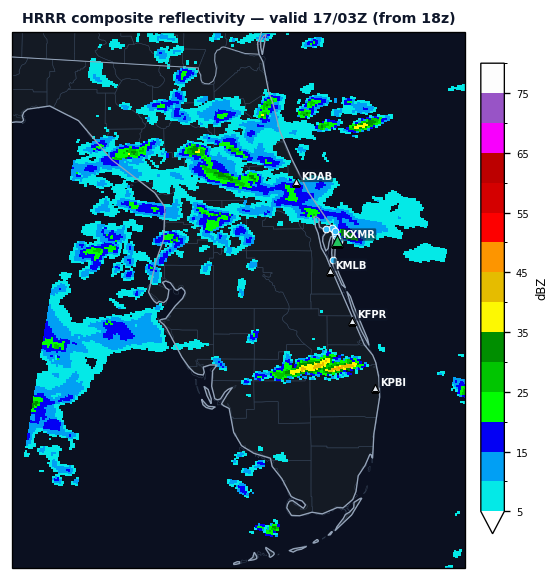 HRRR composite reflectivity — valid 17/03Z (from 18z)
KDAB
KXMR
KMLB
KFPR
KPBI
75
65
55
45
35
25
15
5
dBZ